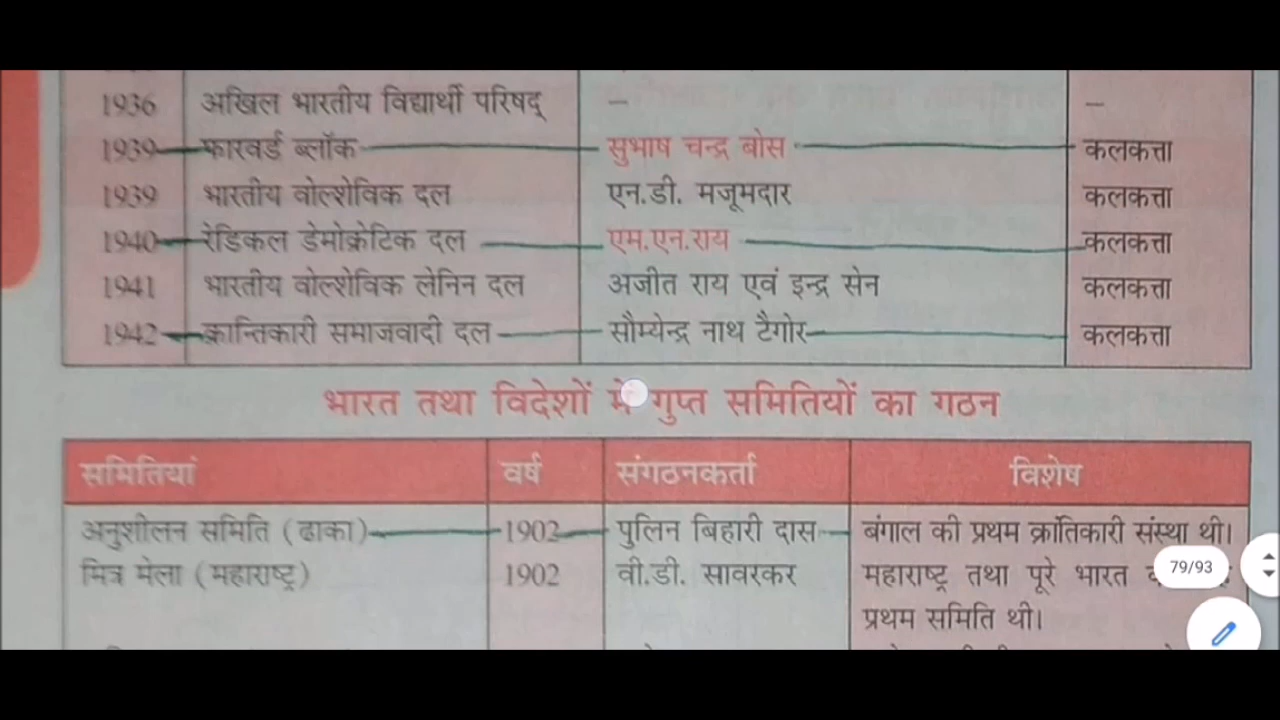 1936 अखिल भारतीय विद्यार्थी परिषद् – –
1939 फारवर्ड ब्लॉक सुभाष चन्द्र बोस कलकत्ता
1939 भारतीय वोल्शेविक दल एन.डी. मजूमदार कलकत्ता
1940 रेडिकल डेमोक्रेटिक दल एम.एन.राय कलकत्ता
1941 भारतीय वोल्शेविक लेनिन दल अजीत राय एवं इन्द्र सेन कलकत्ता
1942 क्रान्तिकारी समाजवादी दल सौम्येन्द्र नाथ टैगोर कलकत्ता
भारत तथा विदेशों में गुप्त समितियों का गठन
समितियां वर्ष संगठनकर्ता विशेष
अनुशीलन समिति (ढाका) 1902 पुलिन बिहारी दास बंगाल की प्रथम क्रांतिकारी संस्था थी।
मित्र मेला (महाराष्ट्र) 1902 वी.डी. सावरकर महाराष्ट्र तथा पूरे भारत
79/93
प्रथम समिति थी।